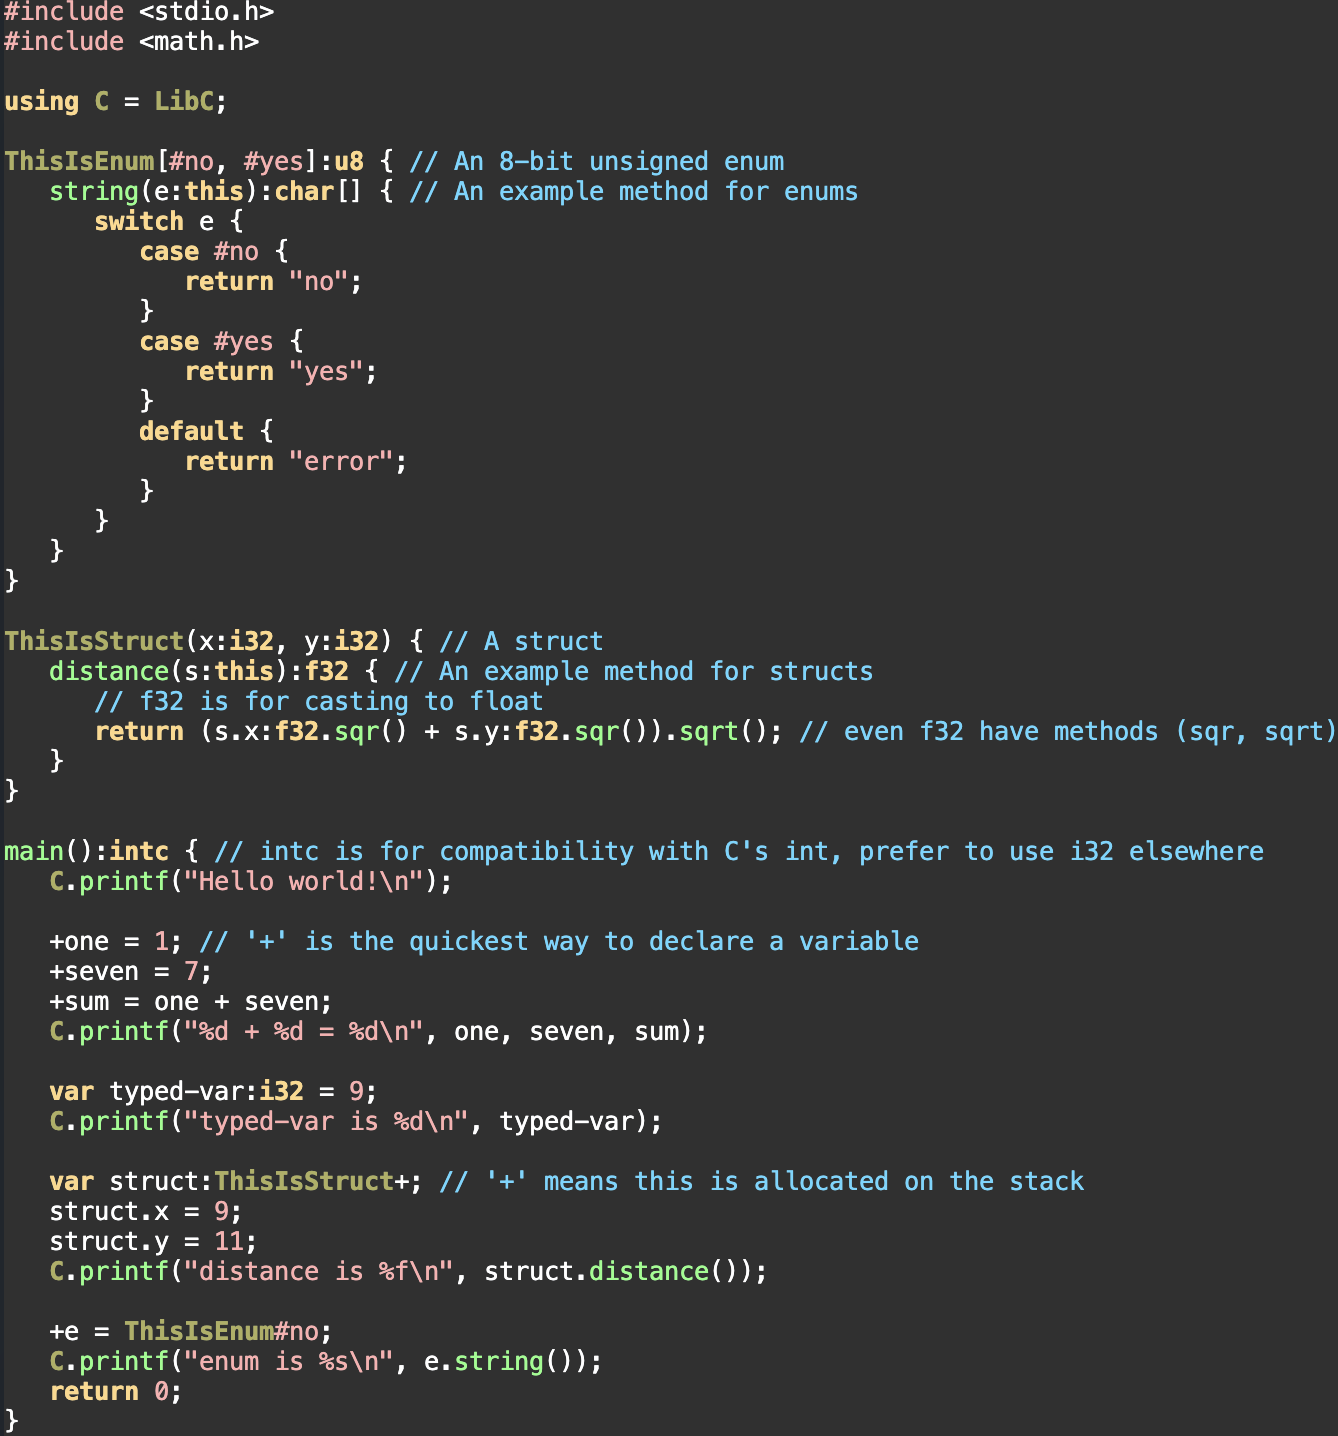 #include <stdio.h>
#include <math.h>

using C = LibC;

ThisIsEnum[#no, #yes]:u8 { // An 8-bit unsigned enum
   string(e:this):char[] { // An example method for enums
      switch e {
         case #no {
            return "no";
         }
         case #yes {
            return "yes";
         }
         default {
            return "error";
         }
      }
   }
}

ThisIsStruct(x:i32, y:i32) { // A struct
   distance(s:this):f32 { // An example method for structs
      // f32 is for casting to float
      return (s.x:f32.sqr() + s.y:f32.sqr()).sqrt(); // even f32 have methods (sqr, sqrt)
   }
}

main():intc { // intc is for compatibility with C's int, prefer to use i32 elsewhere
   C.printf("Hello world!\n");

   +one = 1; // '+' is the quickest way to declare a variable
   +seven = 7;
   +sum = one + seven;
   C.printf("%d + %d = %d\n", one, seven, sum);

   var typed-var:i32 = 9;
   C.printf("typed-var is %d\n", typed-var);

   var struct:ThisIsStruct+; // '+' means this is allocated on the stack
   struct.x = 9;
   struct.y = 11;
   C.printf("distance is %f\n", struct.distance());

   +e = ThisIsEnum#no;
   C.printf("enum is %s\n", e.string());
   return 0;
}